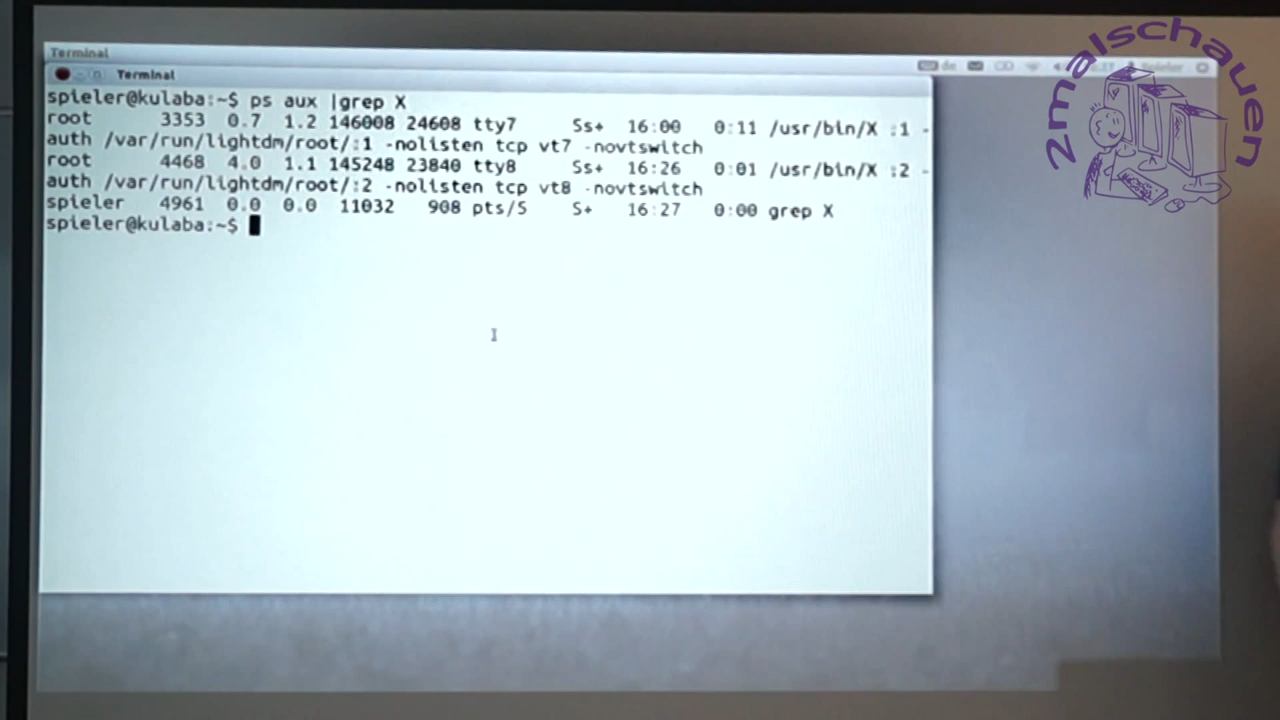 Terminal
de
Terminal
spieler@kulaba:~$ ps aux |grep X
root 3353 0.7 1.2 146008 24608 tty7 Ss+ 16:00 0:11 /usr/bin/X :1 -
auth /var/run/lightdm/root/:1 -nolisten tcp vt7 -novtswitch
root 4468 4.0 1.1 145248 23840 tty8 Ss+ 16:26 0:01 /usr/bin/X :2 -
auth /var/run/lightdm/root/:2 -nolisten tcp vt8 -novtswitch
spieler 4961 0.0 0.0 11032 908 pts/5 S+ 16:27 0:00 grep X
spieler@kulaba:~$
2malschauen